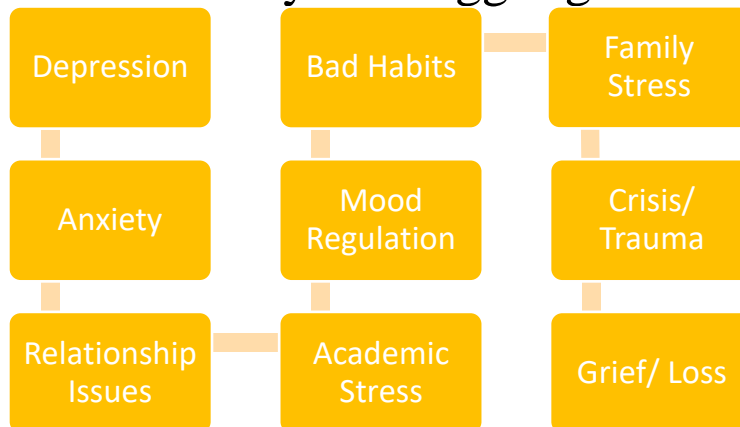 Depression
Anxiety
Relationship
Issues
Academic
Stress
Mood
Regulation
Bad Habits
Family
Stress
Crisis/
Trauma
Grief/ Loss